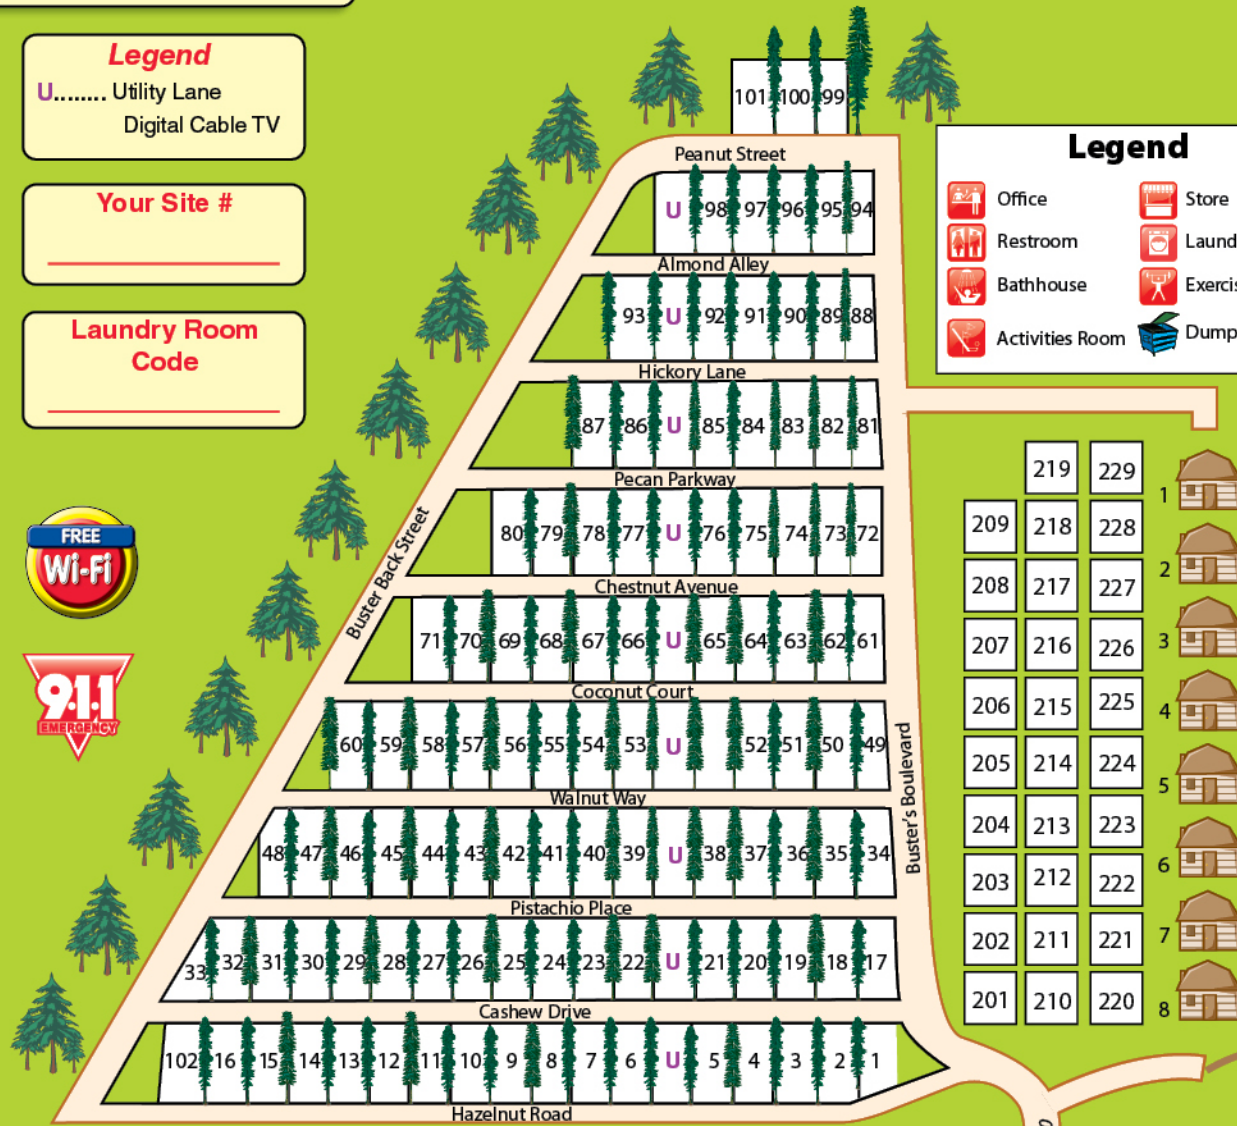 Legend
U........ Utility Lane
Digital Cable TV
Your Site #
Laundry Room
Code
FREE
Wi-Fi
9-1-1
EMERGENCY
101 100 99
Peanut Street
U 98 97 96 95 94
Almond Alley
93 U 92 91 90 89 88
Hickory Lane
87 86 U 85 84 83 82 81
Pecan Parkway
80 79 78 77 U 76 75 74 73 72
Chestnut Avenue
71 70 69 68 67 66 U 65 64 63 62 61
Coconut Court
60 59 58 57 56 55 54 53 U 52 51 50 49
Walnut Way
48 47 46 45 44 43 42 41 40 39 U 38 37 36 35 34
Pistachio Place
33 32 31 30 29 28 27 26 25 24 23 22 U 21 20 19 18 17
Cashew Drive
102 16 15 14 13 12 11 10 9 8 7 6 U 5 4 3 2 1
Hazelnut Road
Buster Back Street
Buster's Boulevard
Legend
Office Store
Restroom Laund
Bathhouse Exercis
Activities Room Dump
219 229 1
209 218 228
208 217 227 2
207 216 226 3
206 215 225 4
205 214 224 5
204 213 223
203 212 222 6
202 211 221 7
201 210 220 8